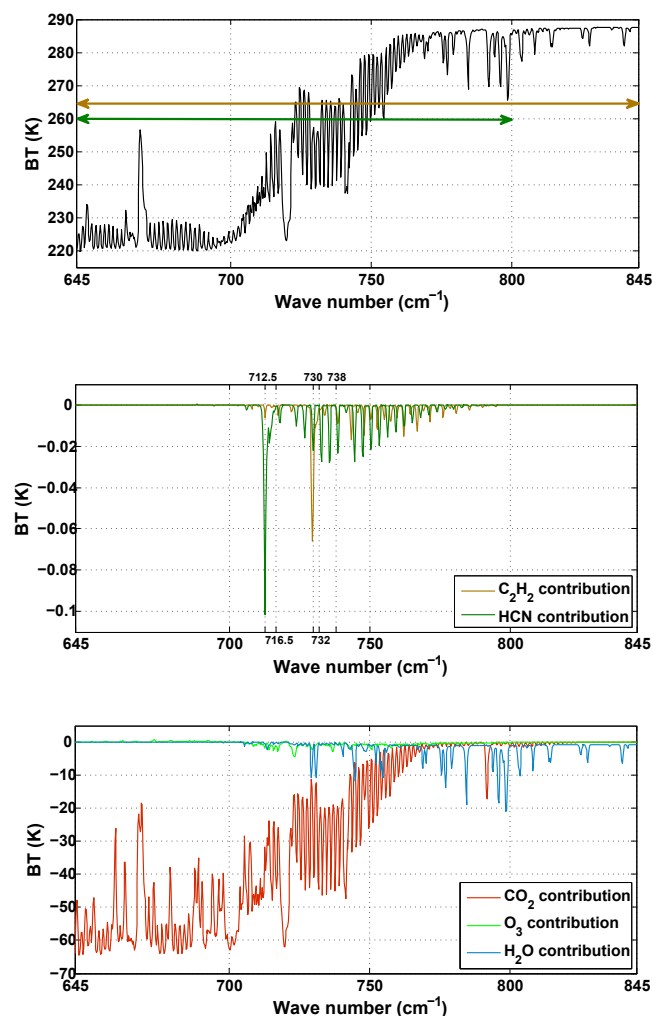 290
280
270
260
250
240
230
220
BT (K)
645 700 750 800 845
Wave number (cm⁻¹)
712.5 730 738
0
−0.02
−0.04
−0.06
−0.08
−0.1
BT (K)
C₂H₂ contribution
HCN contribution
645 700 716.5 732 750 800 845
Wave number (cm⁻¹)
0
−10
−20
−30
−40
−50
−60
−70
BT (K)
CO₂ contribution
O₃ contribution
H₂O contribution
645 700 750 800 845
Wave number (cm⁻¹)